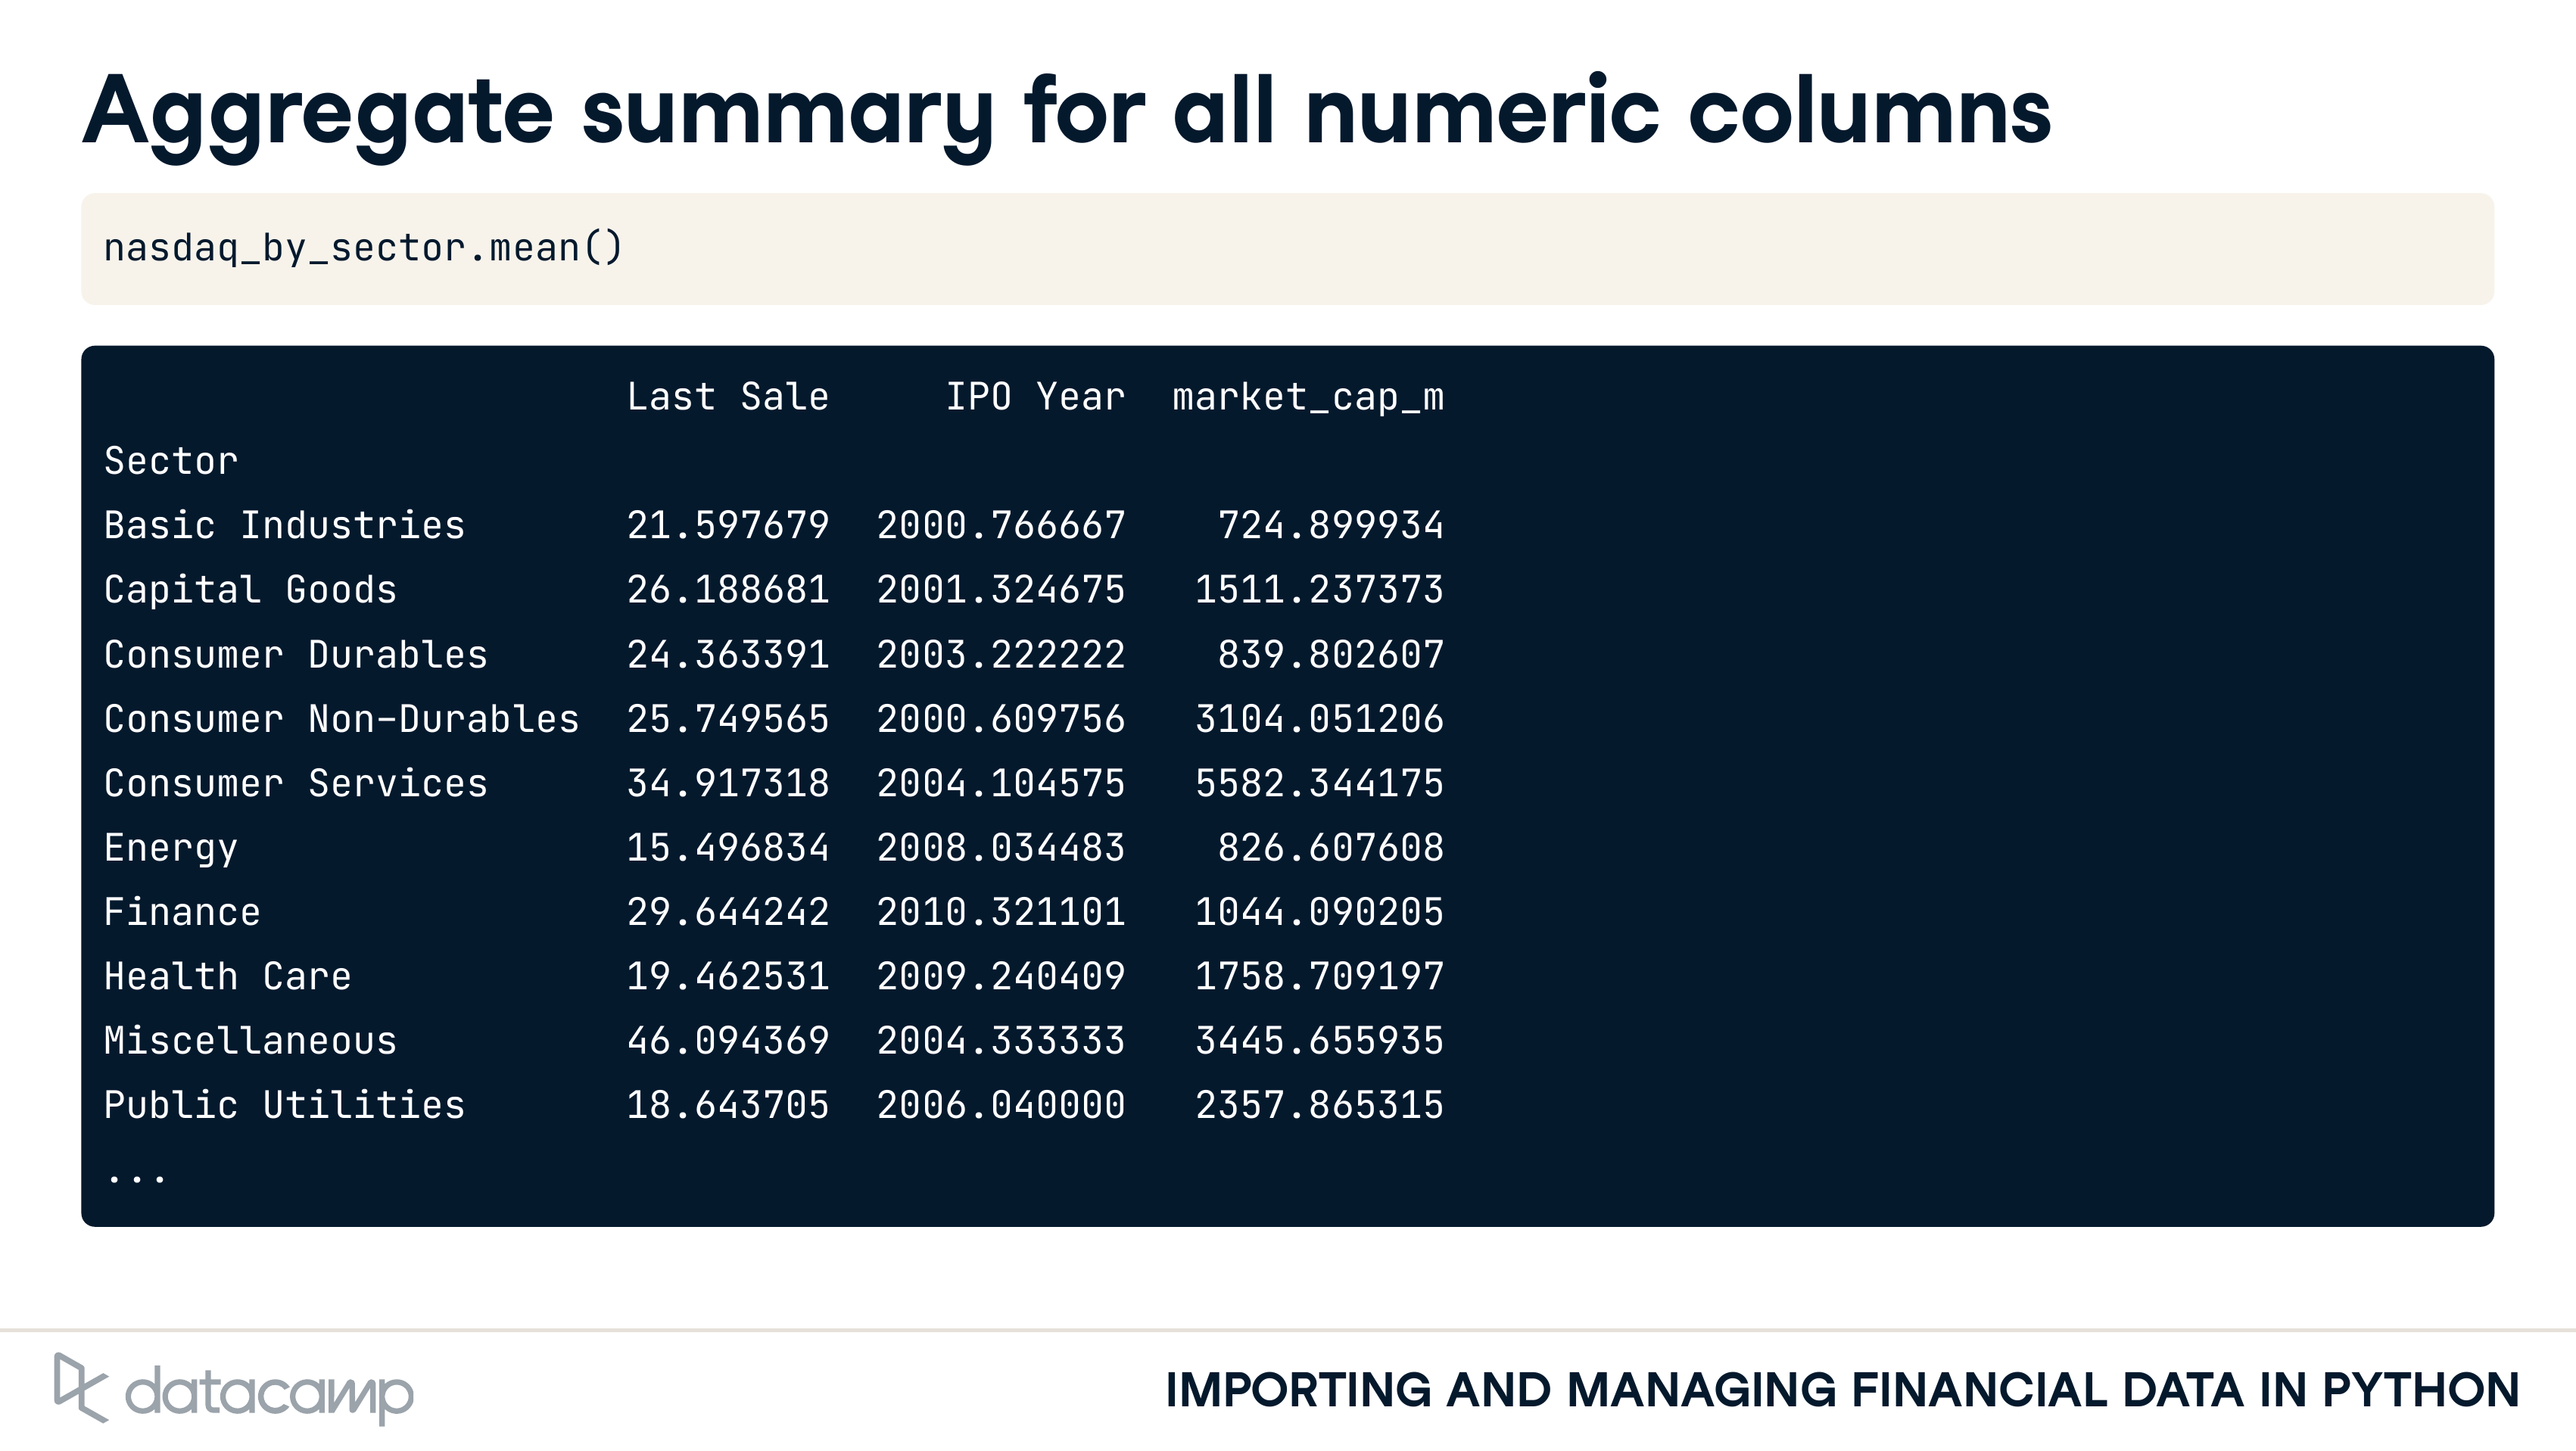 Aggregate summary for all numeric columns
nasdaq_by_sector.mean()
Last Sale IPO Year market_cap_m
Sector
Basic Industries 21.597679 2000.766667 724.899934
Capital Goods 26.188681 2001.324675 1511.237373
Consumer Durables 24.363391 2003.222222 839.802607
Consumer Non-Durables 25.749565 2000.609756 3104.051206
Consumer Services 34.917318 2004.104575 5582.344175
Energy 15.496834 2008.034483 826.607608
Finance 29.644242 2010.321101 1044.090205
Health Care 19.462531 2009.240409 1758.709197
Miscellaneous 46.094369 2004.333333 3445.655935
Public Utilities 18.643705 2006.040000 2357.865315
...
datacamp
IMPORTING AND MANAGING FINANCIAL DATA IN PYTHON